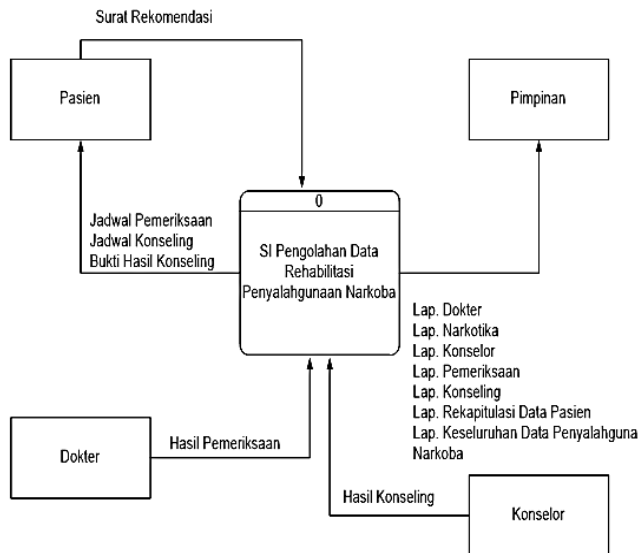 Surat Rekomendasi
Pasien
Pimpinan
0
SI Pengolahan Data
Rehabilitasi
Penyalahgunaan Narkoba
Jadwal Pemeriksaan
Jadwal Konseling
Bukti Hasil Konseling
Lap. Dokter
Lap. Narkotika
Lap. Konselor
Lap. Pemeriksaan
Lap. Konseling
Lap. Rekapitulasi Data Pasien
Lap. Keseluruhan Data Penyalahguna
Narkoba
Dokter
Hasil Pemeriksaan
Hasil Konseling
Konselor